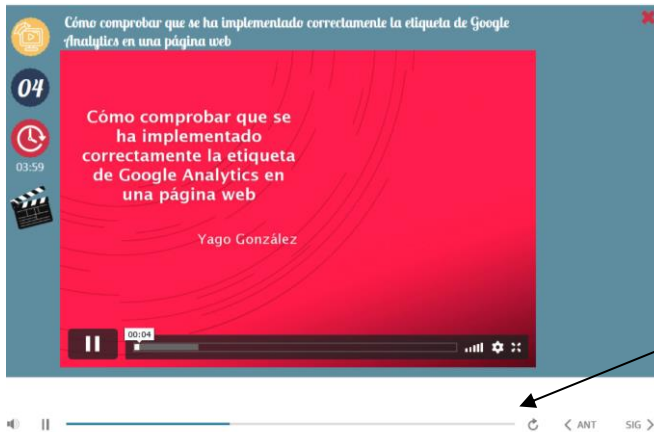 Cómo comprobar que se ha implementado correctamente la etiqueta de Google
Analytics en una página web
04
03:59
Cómo comprobar que se
ha implementado
correctamente la etiqueta
de Google Analytics en
una página web
Yago González
00:04
ANT
SIG